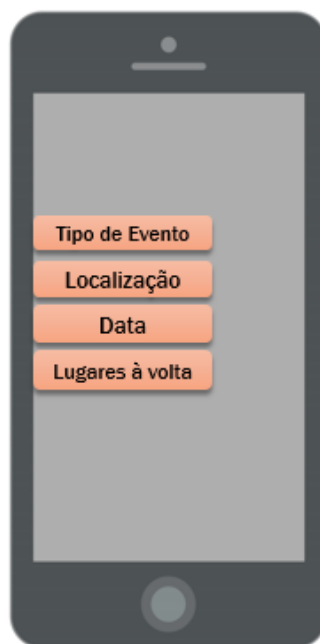 Tipo de Evento
Localização
Data
Lugares à volta